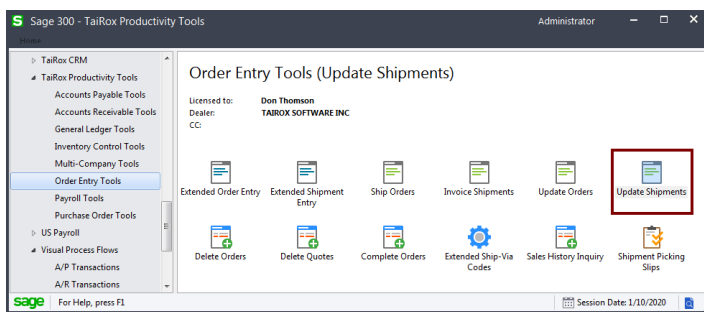 S Sage 300 - TaiRox Productivity Tools
Administrator
Home
TaiRox CRM
TaiRox Productivity Tools
Accounts Payable Tools
Accounts Receivable Tools
General Ledger Tools
Inventory Control Tools
Multi-Company Tools
Order Entry Tools
Payroll Tools
Purchase Order Tools
US Payroll
Visual Process Flows
A/P Transactions
A/R Transactions
Order Entry Tools (Update Shipments)
Licensed to: Don Thomson
Dealer: TAIROX SOFTWARE INC
CC:
Extended Order Entry
Extended Shipment
Entry
Ship Orders
Invoice Shipments
Update Orders
Update Shipments
Delete Orders
Delete Quotes
Complete Orders
Extended Ship-Via
Codes
Sales History Inquiry
Shipment Picking
Slips
sage For Help, press F1
Session Date: 1/10/2020